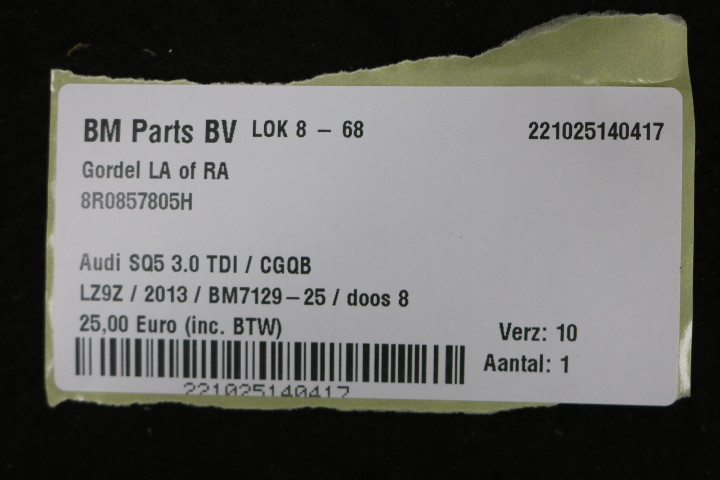 BM Parts BV LOK 8 – 68 221025140417
Gordel LA of RA
8R0857805H
Audi SQ5 3.0 TDI / CGQB
LZ9Z / 2013 / BM7129–25 / doos 8
25,00 Euro (inc. BTW) Verz: 10
Aantal: 1
221025140417